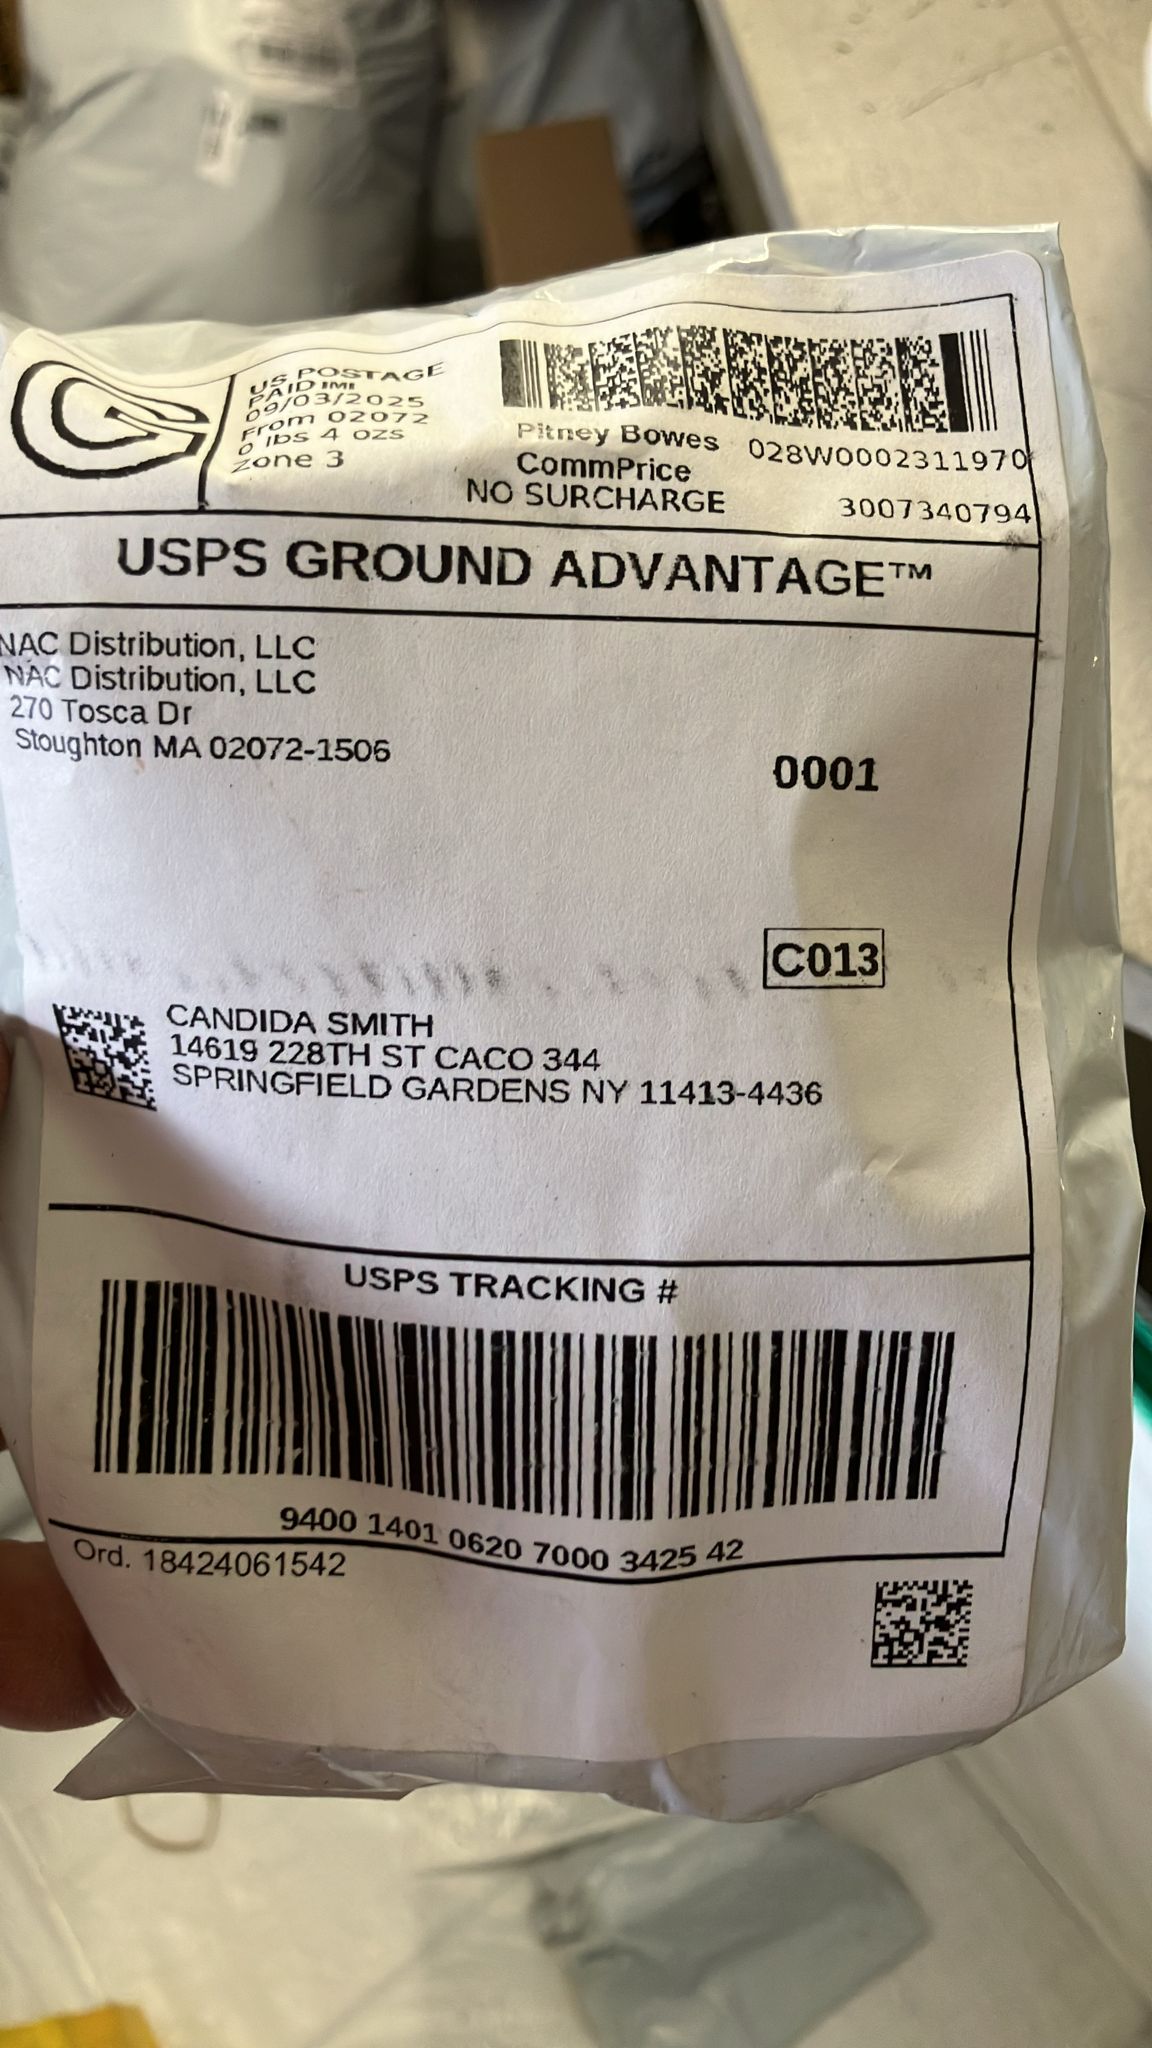 US POSTAGE
PAID IMI
09/03/2025
From 02072
0 lbs 4 ozs
Zone 3
Pitney Bowes
CommPrice
NO SURCHARGE
028W0002311970
3007340794
USPS GROUND ADVANTAGE™
NAC Distribution, LLC
NAC Distribution, LLC
270 Tosca Dr
Stoughton MA 02072-1506
0001
C013
CANDIDA SMITH
14619 228TH ST CACO 344
SPRINGFIELD GARDENS NY 11413-4436
USPS TRACKING #
9400 1401 0620 7000 3425 42
Ord. 18424061542